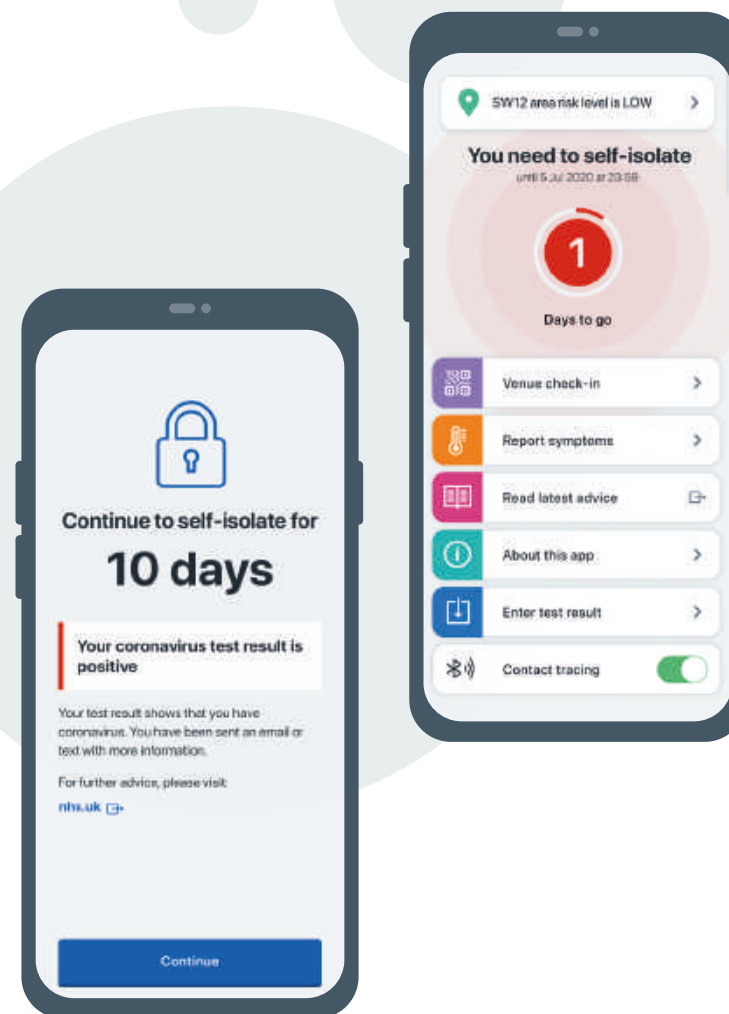 Continue to self-isolate for
10 days
Your coronavirus test result is
positive
Your test result shows that you have
coronavirus. You have been sent an email or
text with more information.
For further advice, please visit:
nhs.uk
Continue
SW12 area risk level is LOW
You need to self-isolate
until 5 Jul 2020 at 23:59
1
Days to go
Venue check-in
Report symptoms
Read latest advice
About this app
Enter test result
Contact tracing